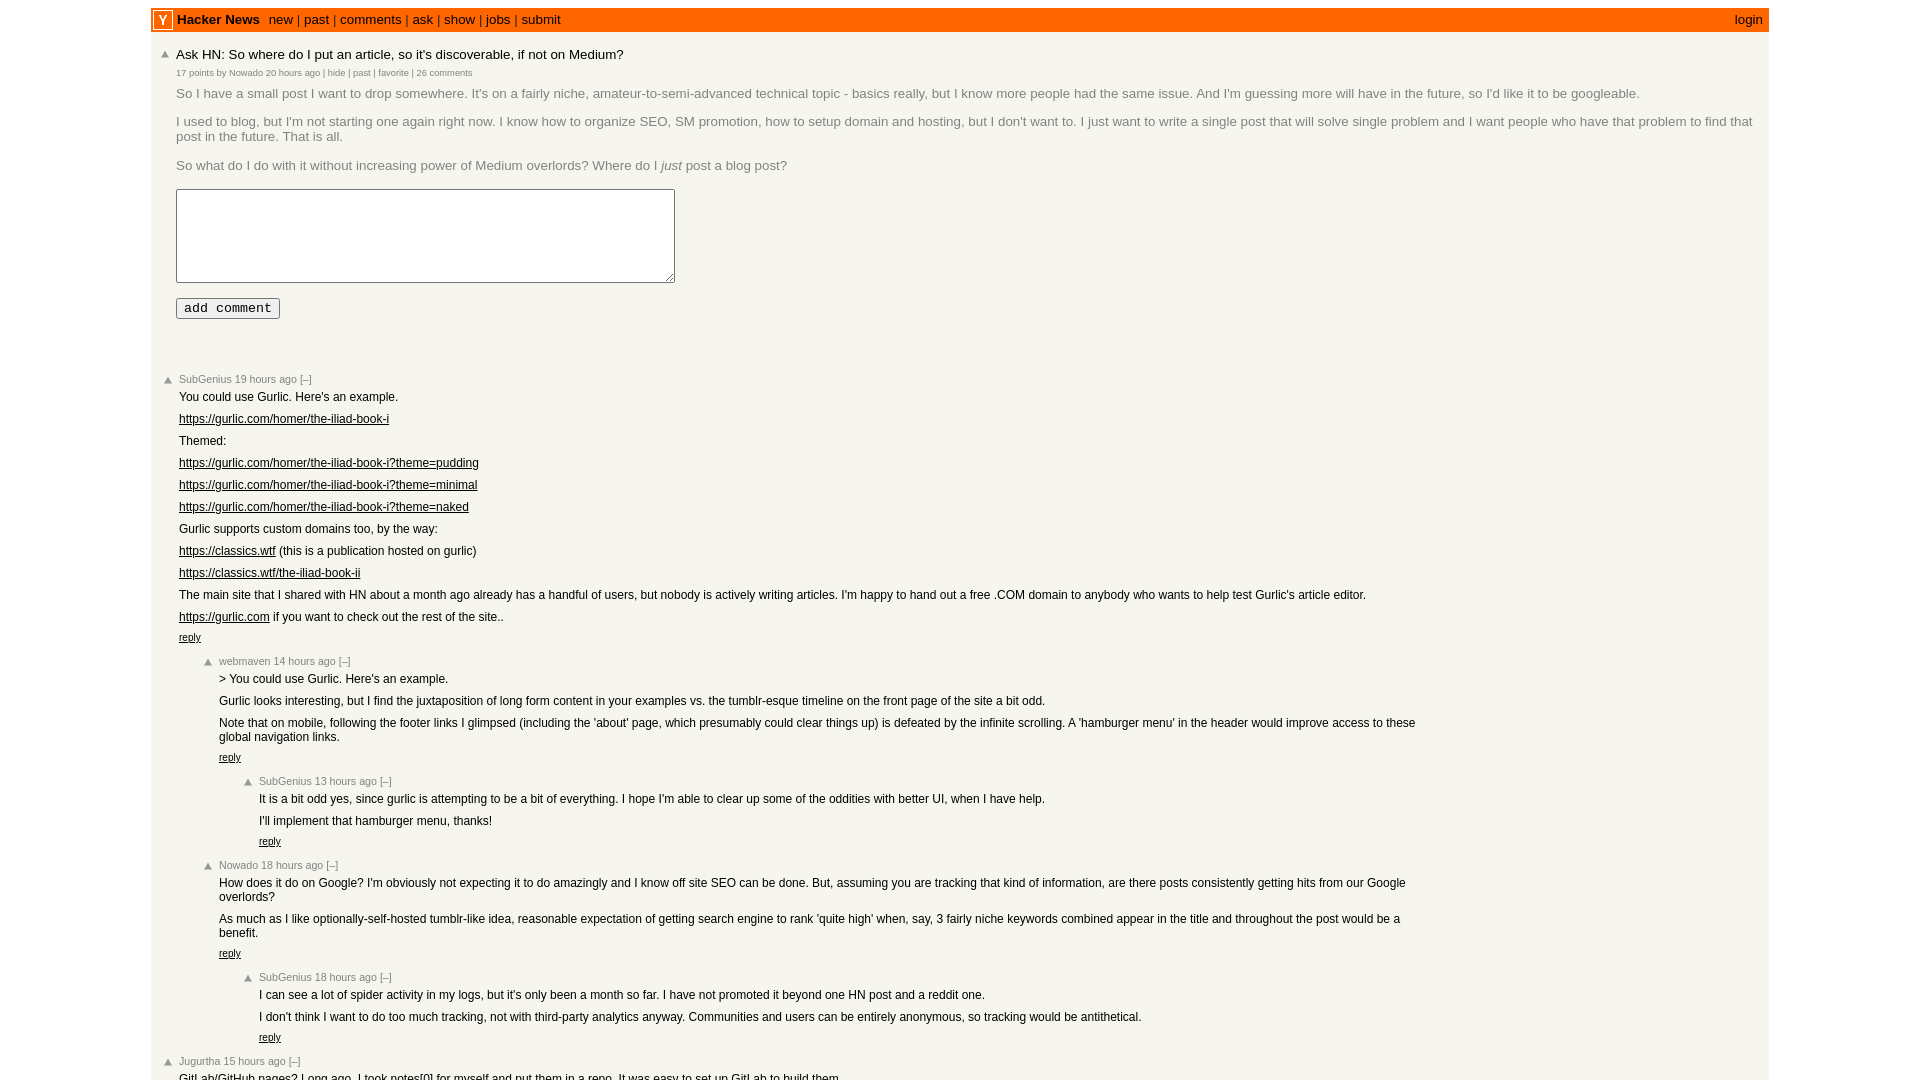 Y Hacker News new | past | comments | ask | show | jobs | submit login
Ask HN: So where do I put an article, so it's discoverable, if not on Medium?
17 points by Nowado 20 hours ago | hide | past | favorite | 26 comments
So I have a small post I want to drop somewhere. It's on a fairly niche, amateur-to-semi-advanced technical topic - basics really, but I know more people had the same issue. And I'm guessing more will have in the future, so I'd like it to be googleable.
I used to blog, but I'm not starting one again right now. I know how to organize SEO, SM promotion, how to setup domain and hosting, but I don't want to. I just want to write a single post that will solve single problem and I want people who have that problem to find that
post in the future. That is all.
So what do I do with it without increasing power of Medium overlords? Where do I just post a blog post?
add comment
SubGenius 19 hours ago [–]
You could use Gurlic. Here's an example.
https://gurlic.com/homer/the-iliad-book-i
Themed:
https://gurlic.com/homer/the-iliad-book-i?theme=pudding
https://gurlic.com/homer/the-iliad-book-i?theme=minimal
https://gurlic.com/homer/the-iliad-book-i?theme=naked
Gurlic supports custom domains too, by the way:
https://classics.wtf (this is a publication hosted on gurlic)
https://classics.wtf/the-iliad-book-ii
The main site that I shared with HN about a month ago already has a handful of users, but nobody is actively writing articles. I'm happy to hand out a free .COM domain to anybody who wants to help test Gurlic's article editor.
https://gurlic.com if you want to check out the rest of the site..
reply
webmaven 14 hours ago [–]
> You could use Gurlic. Here's an example.
Gurlic looks interesting, but I find the juxtaposition of long form content in your examples vs. the tumblr-esque timeline on the front page of the site a bit odd.
Note that on mobile, following the footer links I glimpsed (including the 'about' page, which presumably could clear things up) is defeated by the infinite scrolling. A 'hamburger menu' in the header would improve access to these
global navigation links.
reply
SubGenius 13 hours ago [–]
It is a bit odd yes, since gurlic is attempting to be a bit of everything. I hope I'm able to clear up some of the oddities with better UI, when I have help.
I'll implement that hamburger menu, thanks!
reply
Nowado 18 hours ago [–]
How does it do on Google? I'm obviously not expecting it to do amazingly and I know off site SEO can be done. But, assuming you are tracking that kind of information, are there posts consistently getting hits from our Google
overlords?
As much as I like optionally-self-hosted tumblr-like idea, reasonable expectation of getting search engine to rank 'quite high' when, say, 3 fairly niche keywords combined appear in the title and throughout the post would be a
benefit.
reply
SubGenius 18 hours ago [–]
I can see a lot of spider activity in my logs, but it's only been a month so far. I have not promoted it beyond one HN post and a reddit one.
I don't think I want to do too much tracking, not with third-party analytics anyway. Communities and users can be entirely anonymous, so tracking would be antithetical.
reply
Jugurtha 15 hours ago [–]
GitLab/GitHub pages? Long ago, I took notes[0] for myself and put them in a repo. It was easy to set up GitLab to build them.